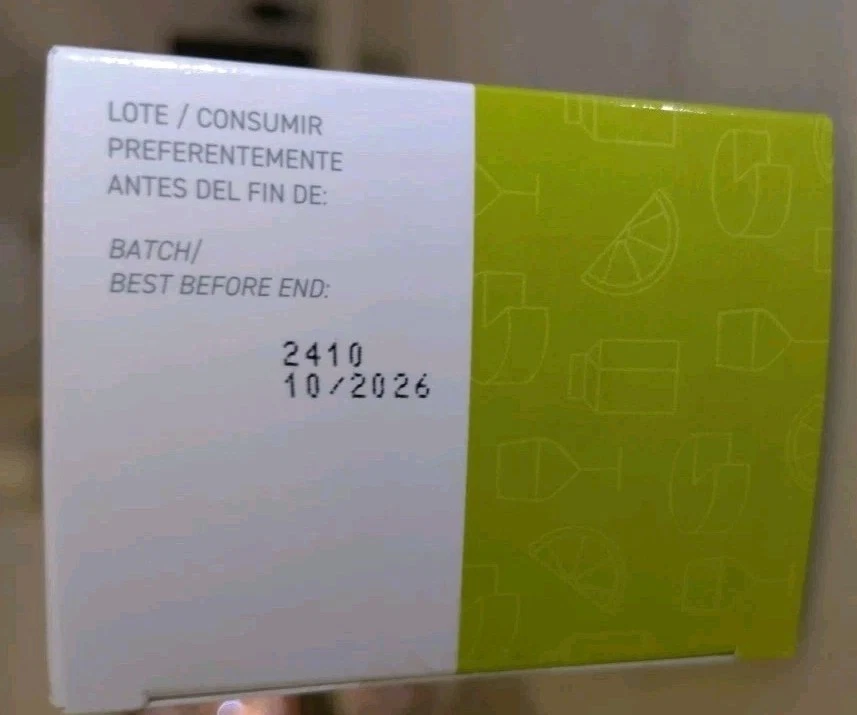 LOTE / CONSUMIR
PREFERENTEMENTE
ANTES DEL FIN DE:
BATCH/
BEST BEFORE END:
2410
10/2026